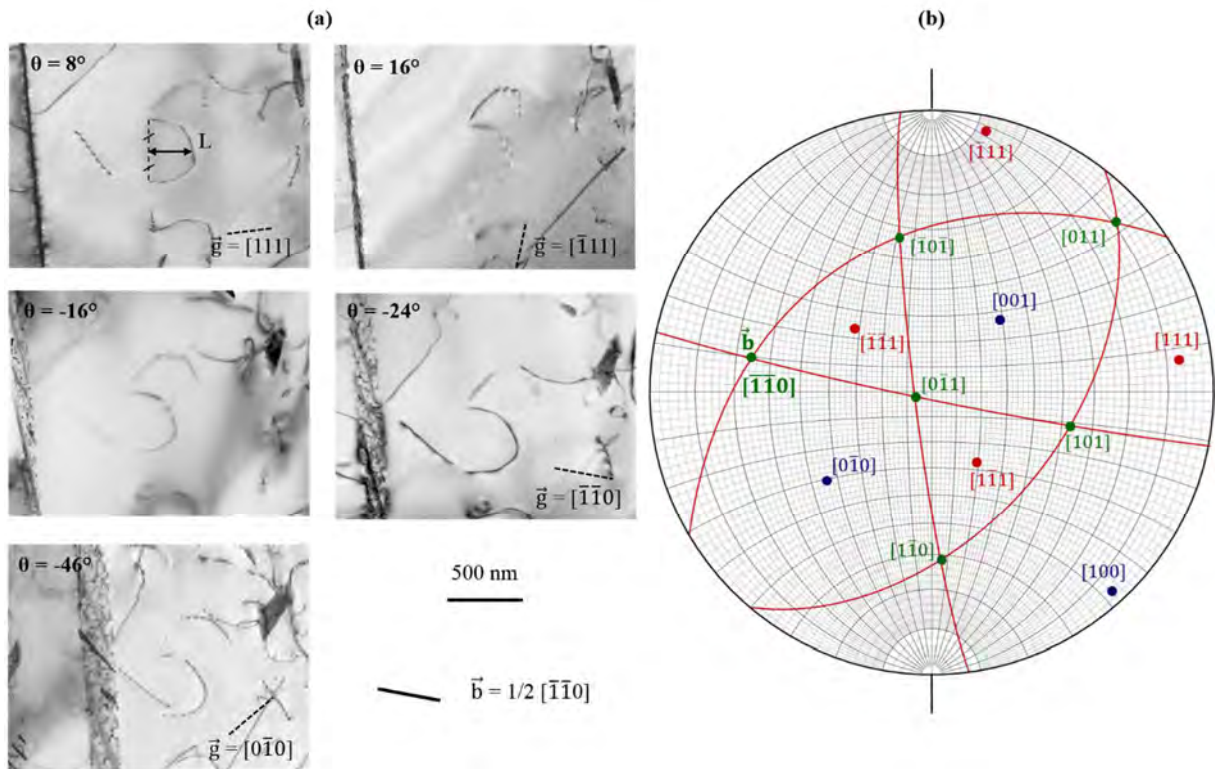 (a)
(b)
θ = 8°
L
g⃗ = [111]
θ = 16°
g⃗ = [1̄11]
θ = -16°
θ = -24°
g⃗ = [1̄1̄0]
θ = -46°
g⃗ = [01̄0]
500 nm
b⃗ = 1/2 [1̄1̄0]
[1̄11]
[011]
[1̄01̄]
[001]
[1̄1̄1]
[111]
b⃗
[1̄1̄0]
[01̄1]
[101]
[01̄0]
[11̄1]
[11̄0]
[100]